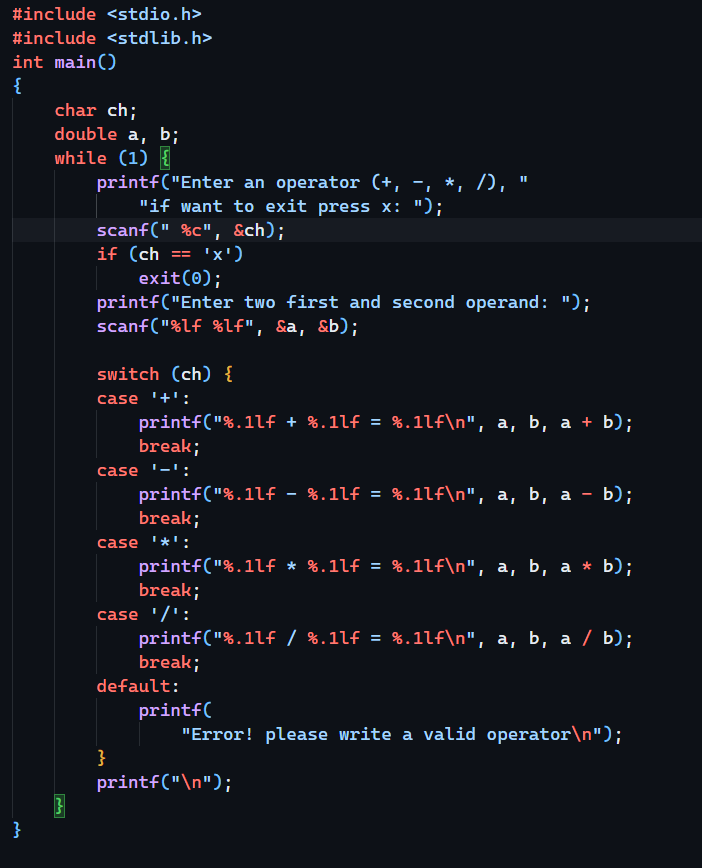 #include <stdio.h>
#include <stdlib.h>
int main()
{
    char ch;
    double a, b;
    while (1) {
        printf("Enter an operator (+, -, *, /), "
            "if want to exit press x: ");
        scanf(" %c", &ch);
        if (ch == 'x')
            exit(0);
        printf("Enter two first and second operand: ");
        scanf("%lf %lf", &a, &b);

        switch (ch) {
        case '+':
            printf("%.1lf + %.1lf = %.1lf\n", a, b, a + b);
            break;
        case '-':
            printf("%.1lf - %.1lf = %.1lf\n", a, b, a - b);
            break;
        case '*':
            printf("%.1lf * %.1lf = %.1lf\n", a, b, a * b);
            break;
        case '/':
            printf("%.1lf / %.1lf = %.1lf\n", a, b, a / b);
            break;
        default:
            printf(
                "Error! please write a valid operator\n");
        }
        printf("\n");
    }
}